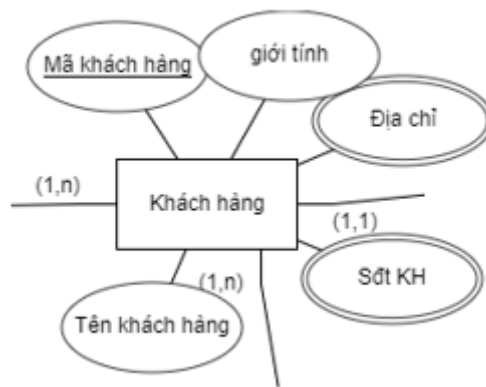 Mã khách hàng
giới tính
Địa chỉ
(1,n)
Khách hàng
(1,1)
Sđt KH
(1,n)
Tên khách hàng